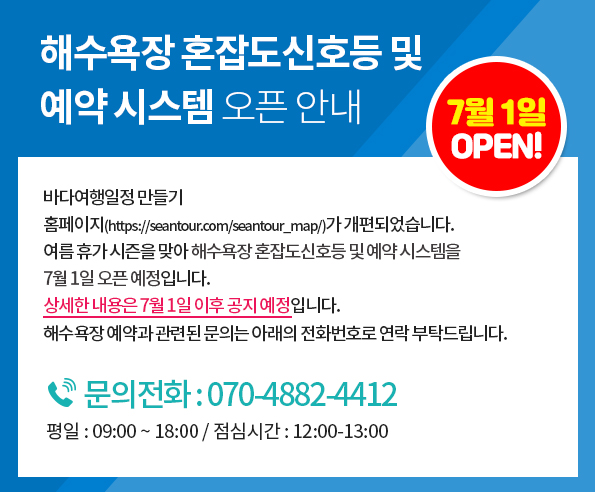 해수욕장 혼잡도신호등 및
예약 시스템 오픈 안내
7월 1일
OPEN!
바다여행일정 만들기
홈페이지(https://seantour.com/seantour_map/)가 개편되었습니다.
여름 휴가 시즌을 맞아 해수욕장 혼잡도신호등 및 예약 시스템을
7월 1일 오픈 예정입니다.
상세한 내용은 7월 1일 이후 공지 예정입니다.
해수욕장 예약과 관련된 문의는 아래의 전화번호로 연락 부탁드립니다.
문의전화 : 070-4882-4412
평일 : 09:00 ~ 18:00 / 점심시간 : 12:00-13:00